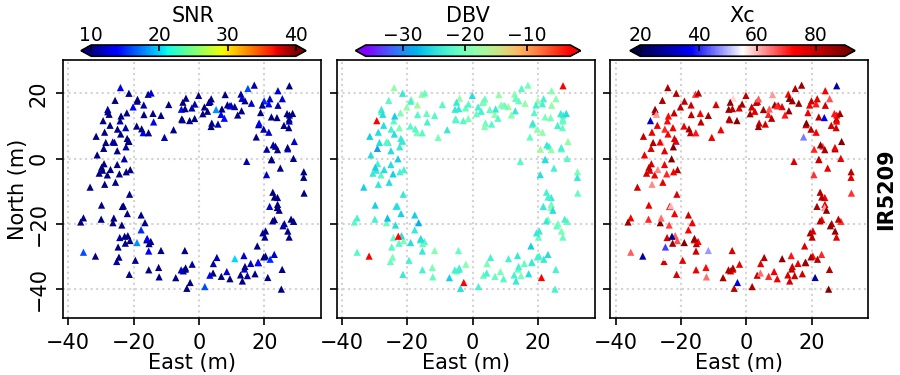 SNR DBV Xc
10 20 30 40 −30 −20 −10 20 40 60 80
20
0
−20
−40
North (m)
−40 −20 0 20 −40 −20 0 20 −40 −20 0 20
East (m) East (m) East (m)
IR5209